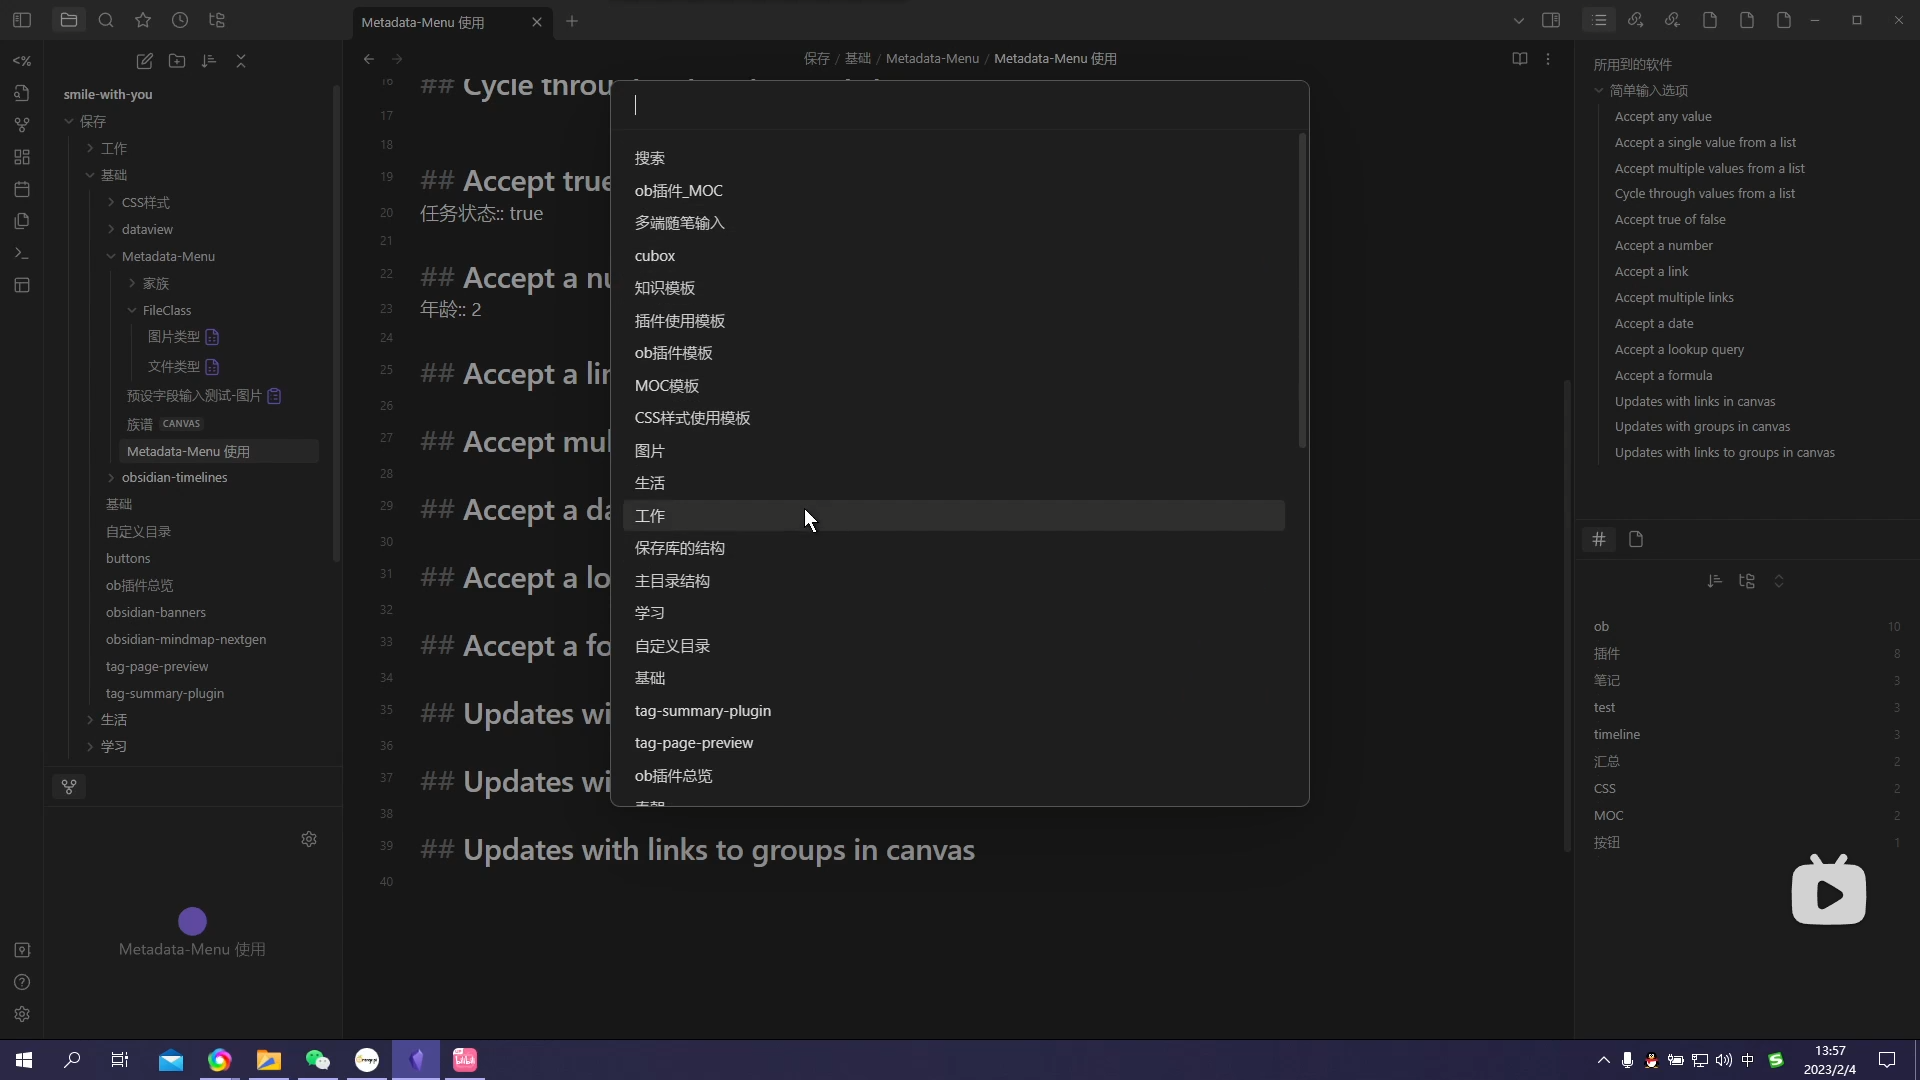 Metadata-Menu 使用
保存 / 基础 / Metadata-Menu / Metadata-Menu 使用
smile-with-you
保存
工作
基础
CSS样式
dataview
Metadata-Menu
家族
FileClass
图片类型
文件类型
预设字段输入测试-图片
族谱 CANVAS
Metadata-Menu 使用
obsidian-timelines
基础
自定义目录
buttons
ob插件总览
obsidian-banners
obsidian-mindmap-nextgen
tag-page-preview
tag-summary-plugin
生活
学习
Metadata-Menu 使用
16
17
18
19 ## Accept true
20 任务状态:: true
21
22 ## Accept a nu
23 年龄:: 2
24
25 ## Accept a lin
26
27 ## Accept mul
28
29 ## Accept a da
30
31 ## Accept a lo
32
33 ## Accept a fo
34
35 ## Updates wi
36
37 ## Updates wi
38
39 ## Updates with links to groups in canvas
40
搜索
ob插件_MOC
多端随笔输入
cubox
知识模板
插件使用模板
ob插件模板
MOC模板
CSS样式使用模板
图片
生活
工作
保存库的结构
主目录结构
学习
自定义目录
基础
tag-summary-plugin
tag-page-preview
ob插件总览
所用到的软件
简单输入选项
Accept any value
Accept a single value from a list
Accept multiple values from a list
Cycle through values from a list
Accept true of false
Accept a number
Accept a link
Accept multiple links
Accept a date
Accept a lookup query
Accept a formula
Updates with links in canvas
Updates with groups in canvas
Updates with links to groups in canvas
ob 10
插件 8
笔记 3
test 3
timeline 3
汇总 2
CSS 2
MOC 2
按钮 1
中
13:57
2023/2/4